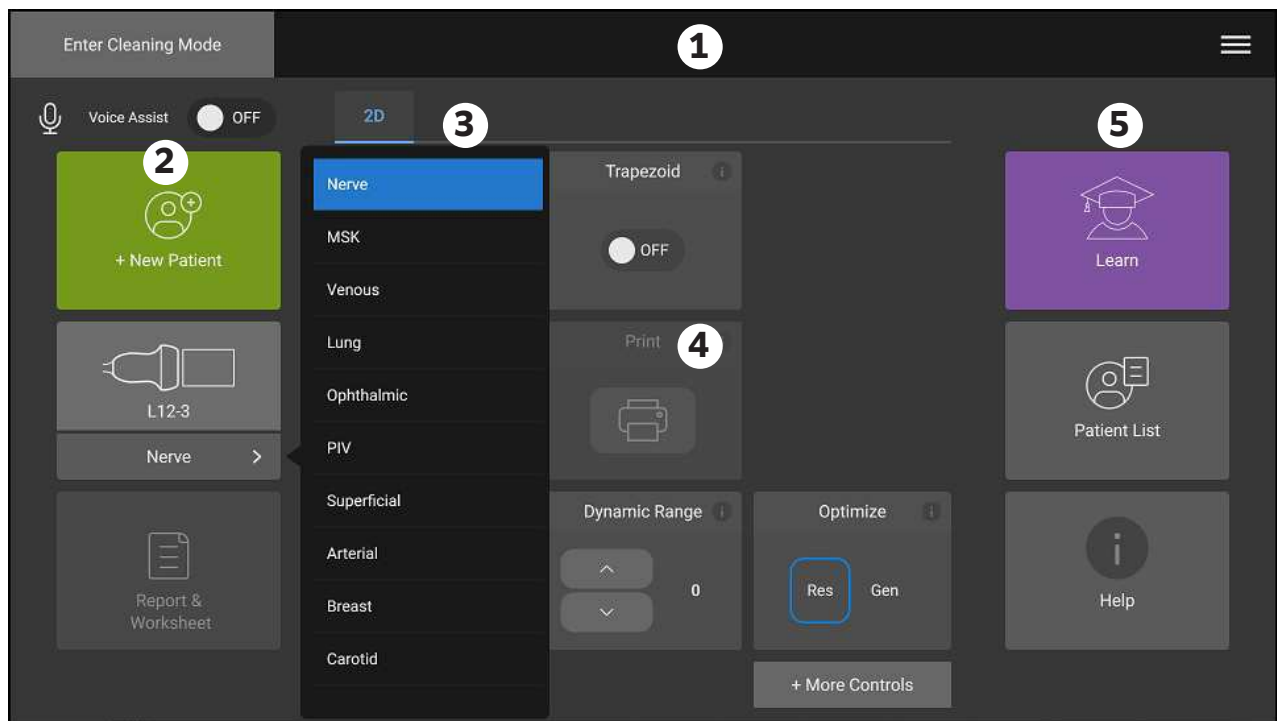 Enter Cleaning Mode
1
Voice Assist
OFF
2D
3
2
+ New Patient
L12-3
Nerve
Report &
Worksheet
Nerve
MSK
Venous
Lung
Ophthalmic
PIV
Superficial
Arterial
Breast
Carotid
Trapezoid
i
OFF
Print
4
Dynamic Range
i
0
Optimize
i
Res
Gen
+ More Controls
5
Learn
Patient List
i
Help